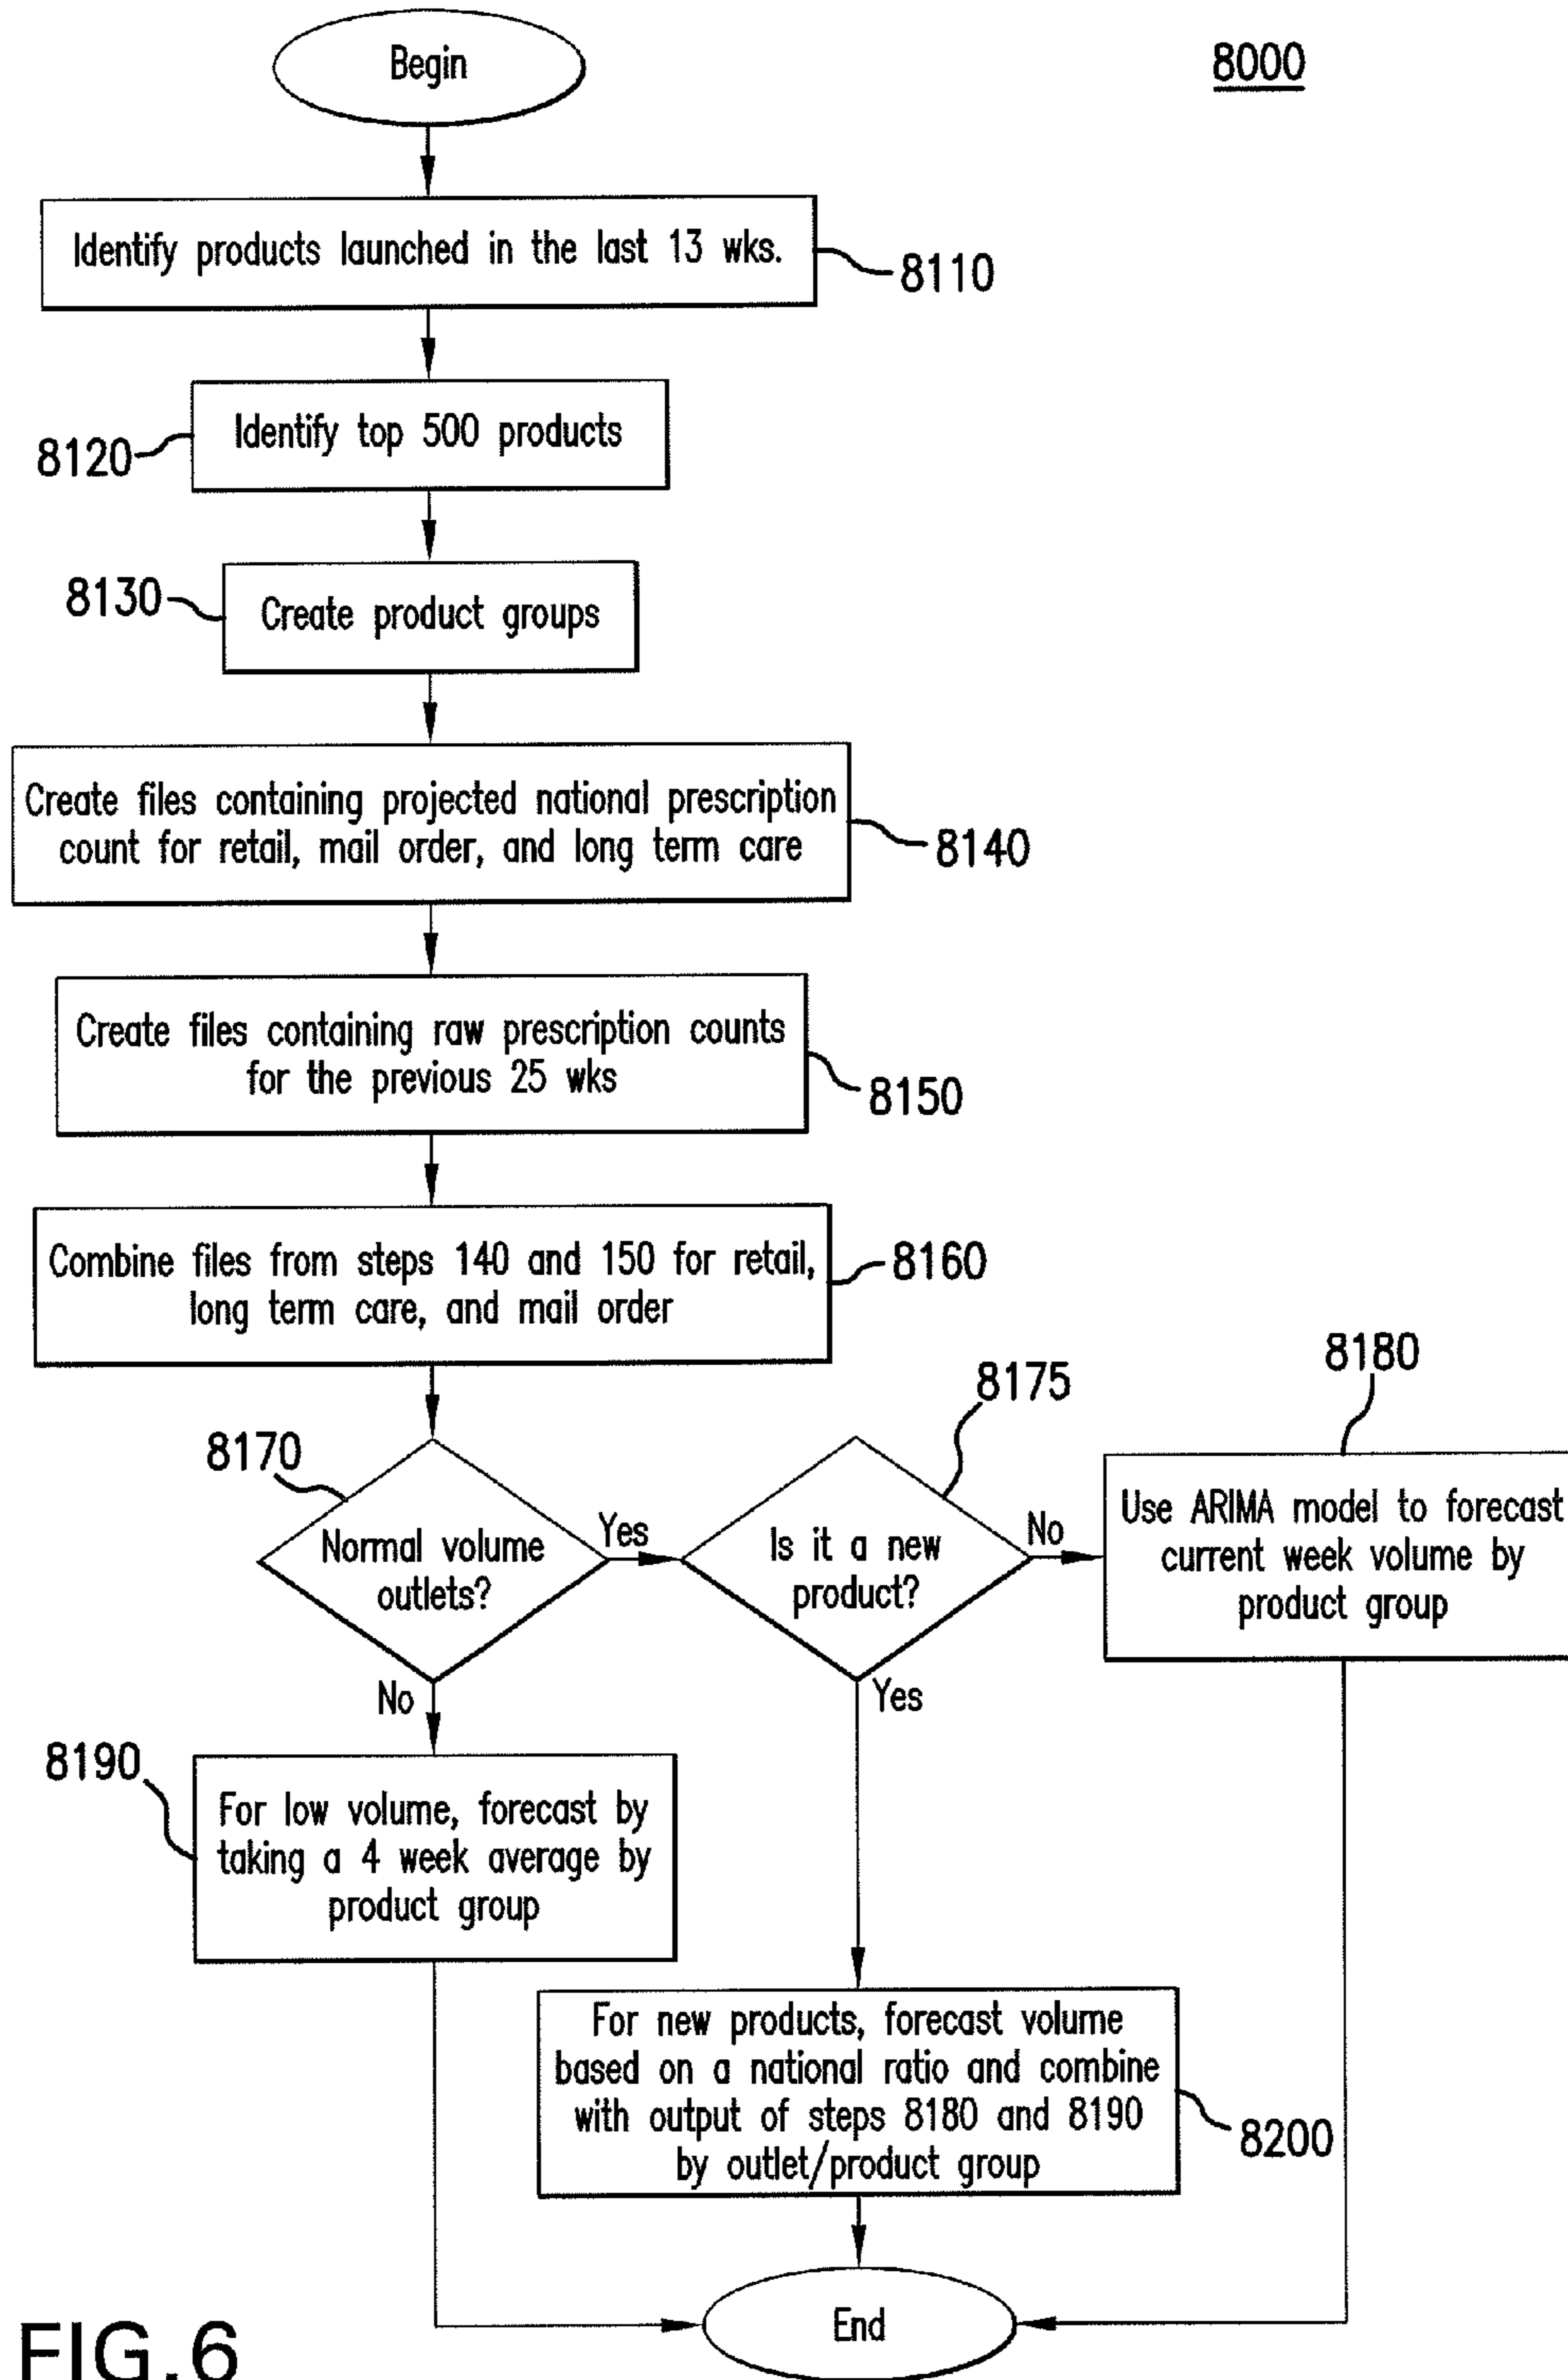 Begin
8000
Identify products launched in the last 13 wks.
8110
Identify top 500 products
8120
8130
Create product groups
Create files containing projected national prescription
count for retail, mail order, and long term care
8140
Create files containing raw prescription counts
for the previous 25 wks
8150
Combine files from steps 140 and 150 for retail,
long term care, and mail order
8160
8170
Normal volume
outlets?
Yes
No
8175
Is it a new
product?
No
Yes
8180
Use ARIMA model to forecast
current week volume by
product group
8190
For low volume, forecast by
taking a 4 week average by
product group
For new products, forecast volume
based on a national ratio and combine
with output of steps 8180 and 8190
by outlet/product group
8200
End
FIG.6